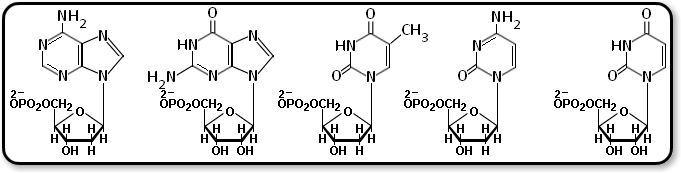 NH₂
N
N
N
N
2−
OPO₂OCH₂
O
H H H H
OH H
O
HN
N
H₂N
N
N
2−
OPO₂OCH₂
O
H H H H
OH OH
O
CH₃
HN
O
N
2−
OPO₂OCH₂
O
H H H H
OH H
NH₂
N
O
N
2−
OPO₂OCH₂
O
H H H H
OH H
O
HN
O
N
2−
OPO₂OCH₂
O
H H H H
OH OH